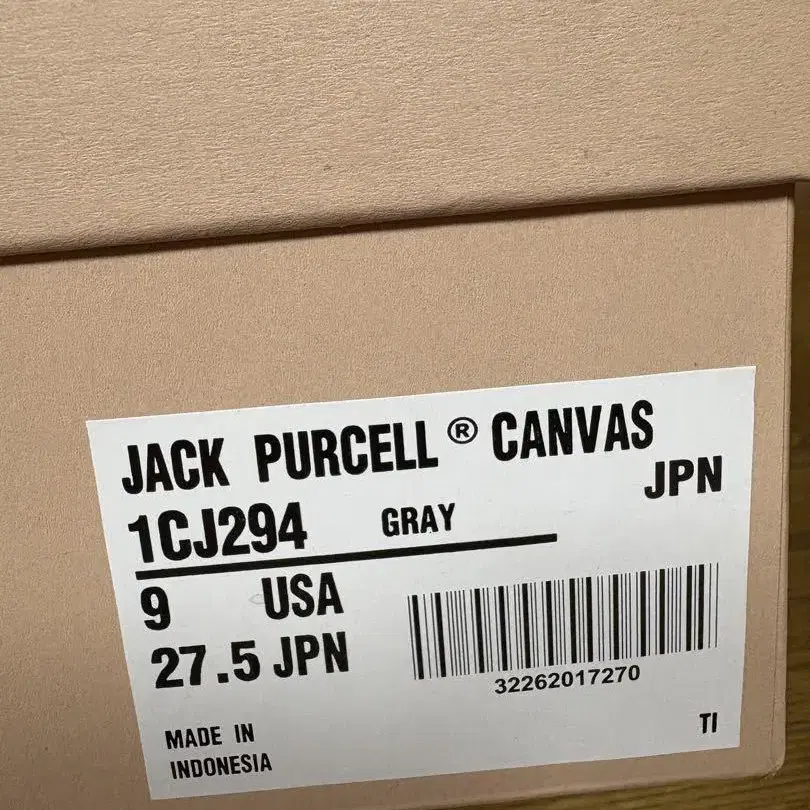 JACK PURCELL® CANVAS
JPN
1CJ294 GRAY
9 USA
27.5 JPN
32262017270
MADE IN
INDONESIA
TI